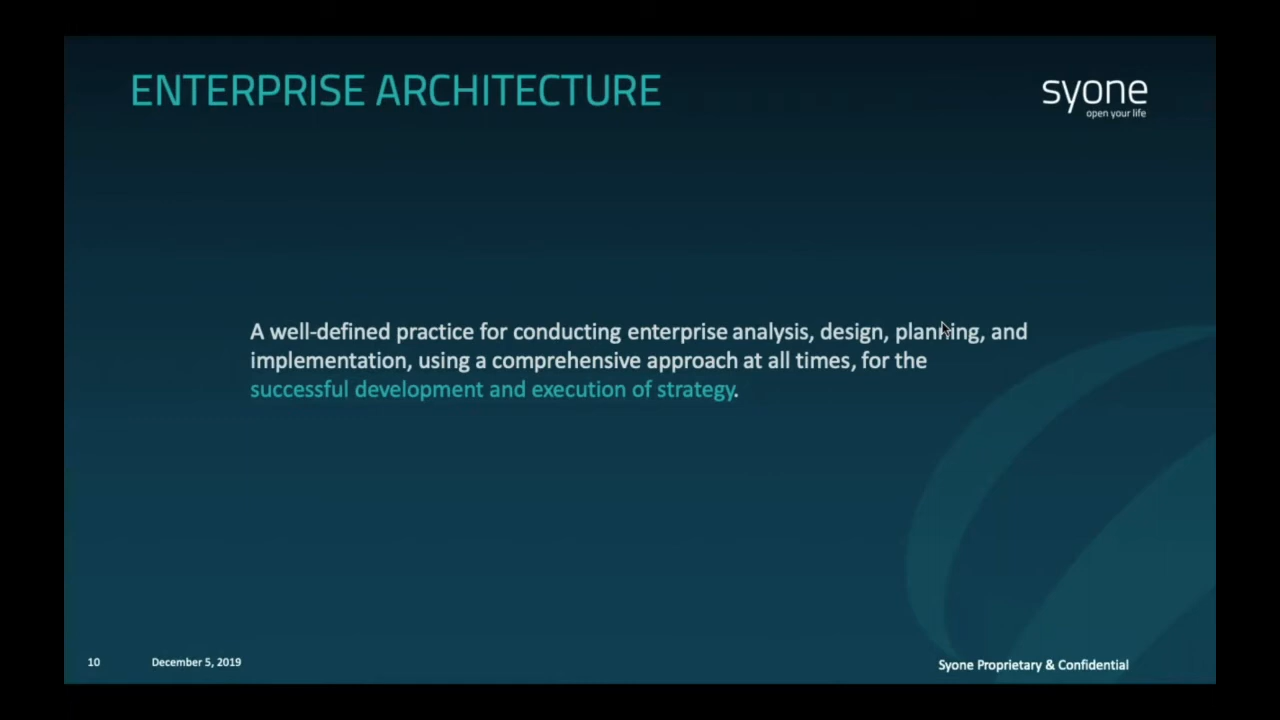 ENTERPRISE ARCHITECTURE
syone
open your life
A well-defined practice for conducting enterprise analysis, design, planning, and
implementation, using a comprehensive approach at all times, for the
successful development and execution of strategy.
10
December 5, 2019
Syone Proprietary & Confidential